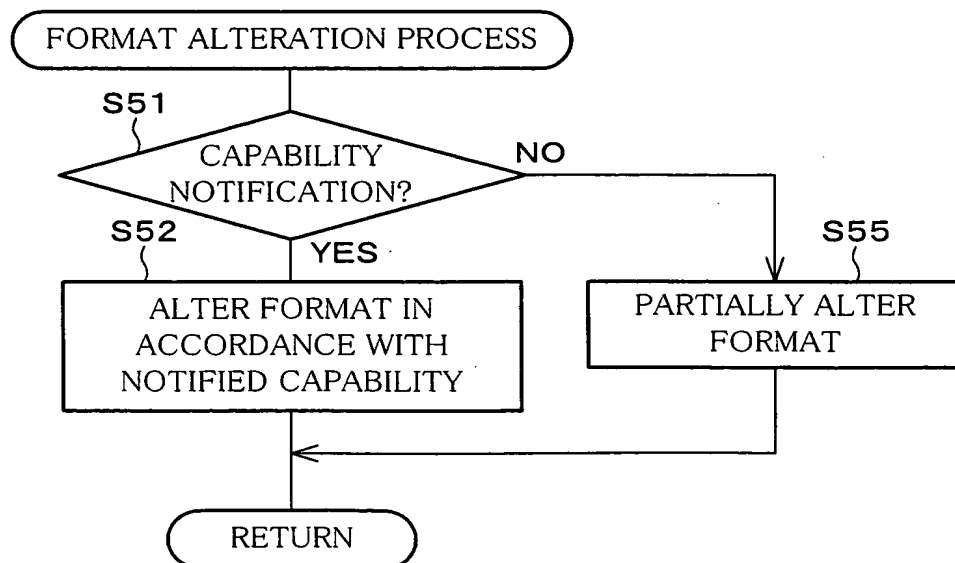 FORMAT ALTERATION PROCESS
S51
CAPABILITY
NOTIFICATION?
NO
S52
YES
S55
ALTER FORMAT IN
ACCORDANCE WITH
NOTIFIED CAPABILITY
PARTIALLY ALTER
FORMAT
RETURN